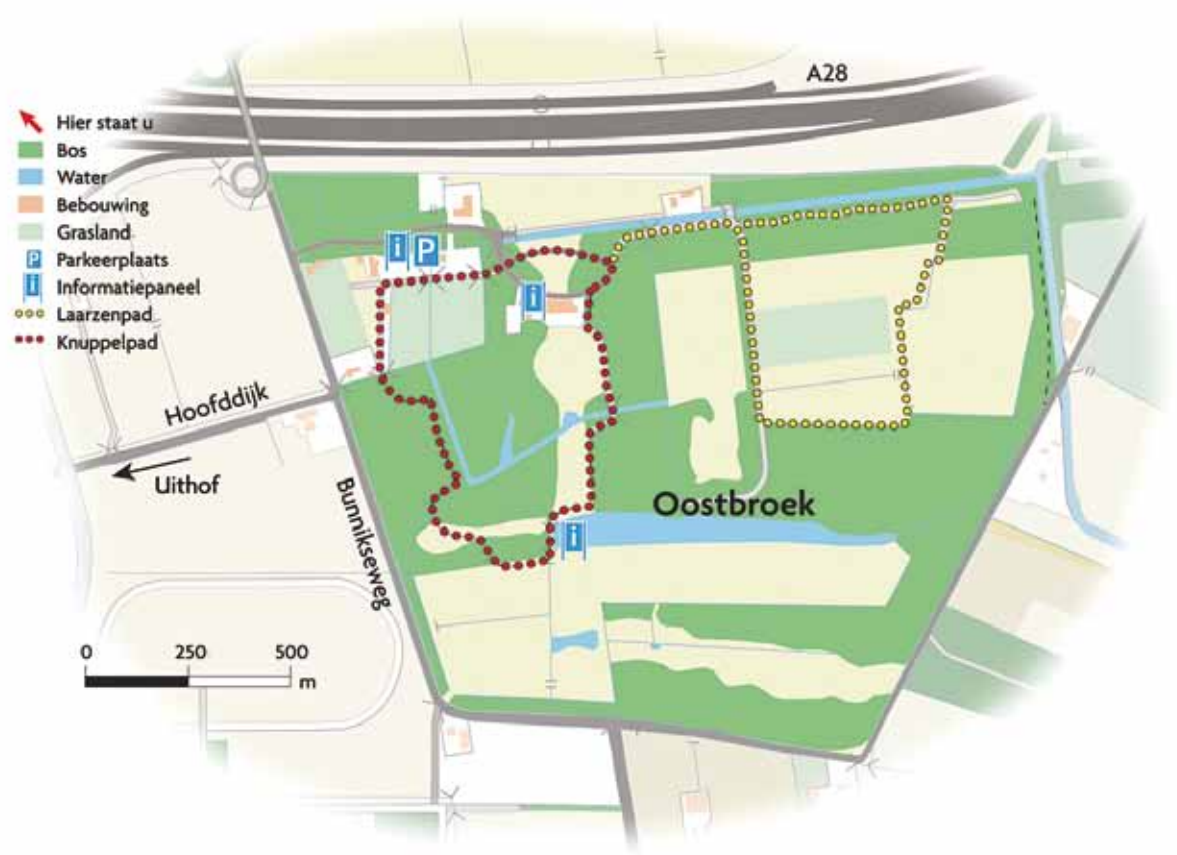 A28
Hier staat u
Bos
Water
Bebouwing
Grasland
P Parkeerplaats
i Informatiepaneel
Laarzenpad
Knuppelpad
i P
i
Hoofddijk
Uithof
Bunnikseweg
Oostbroek
i
0 250 500
m